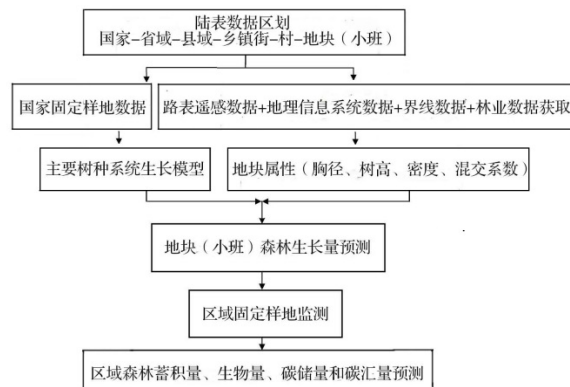 陆表数据区划
国家-省域-县域-乡镇街-村-地块（小班）
国家固定样地数据
路表遥感数据+地理信息系统数据+界线数据+林业数据获取
主要树种系统生长模型
地块属性（胸径、树高、密度、混交系数）
地块（小班）森林生长量预测
区域固定样地监测
区域森林蓄积量、生物量、碳储量和碳汇量预测